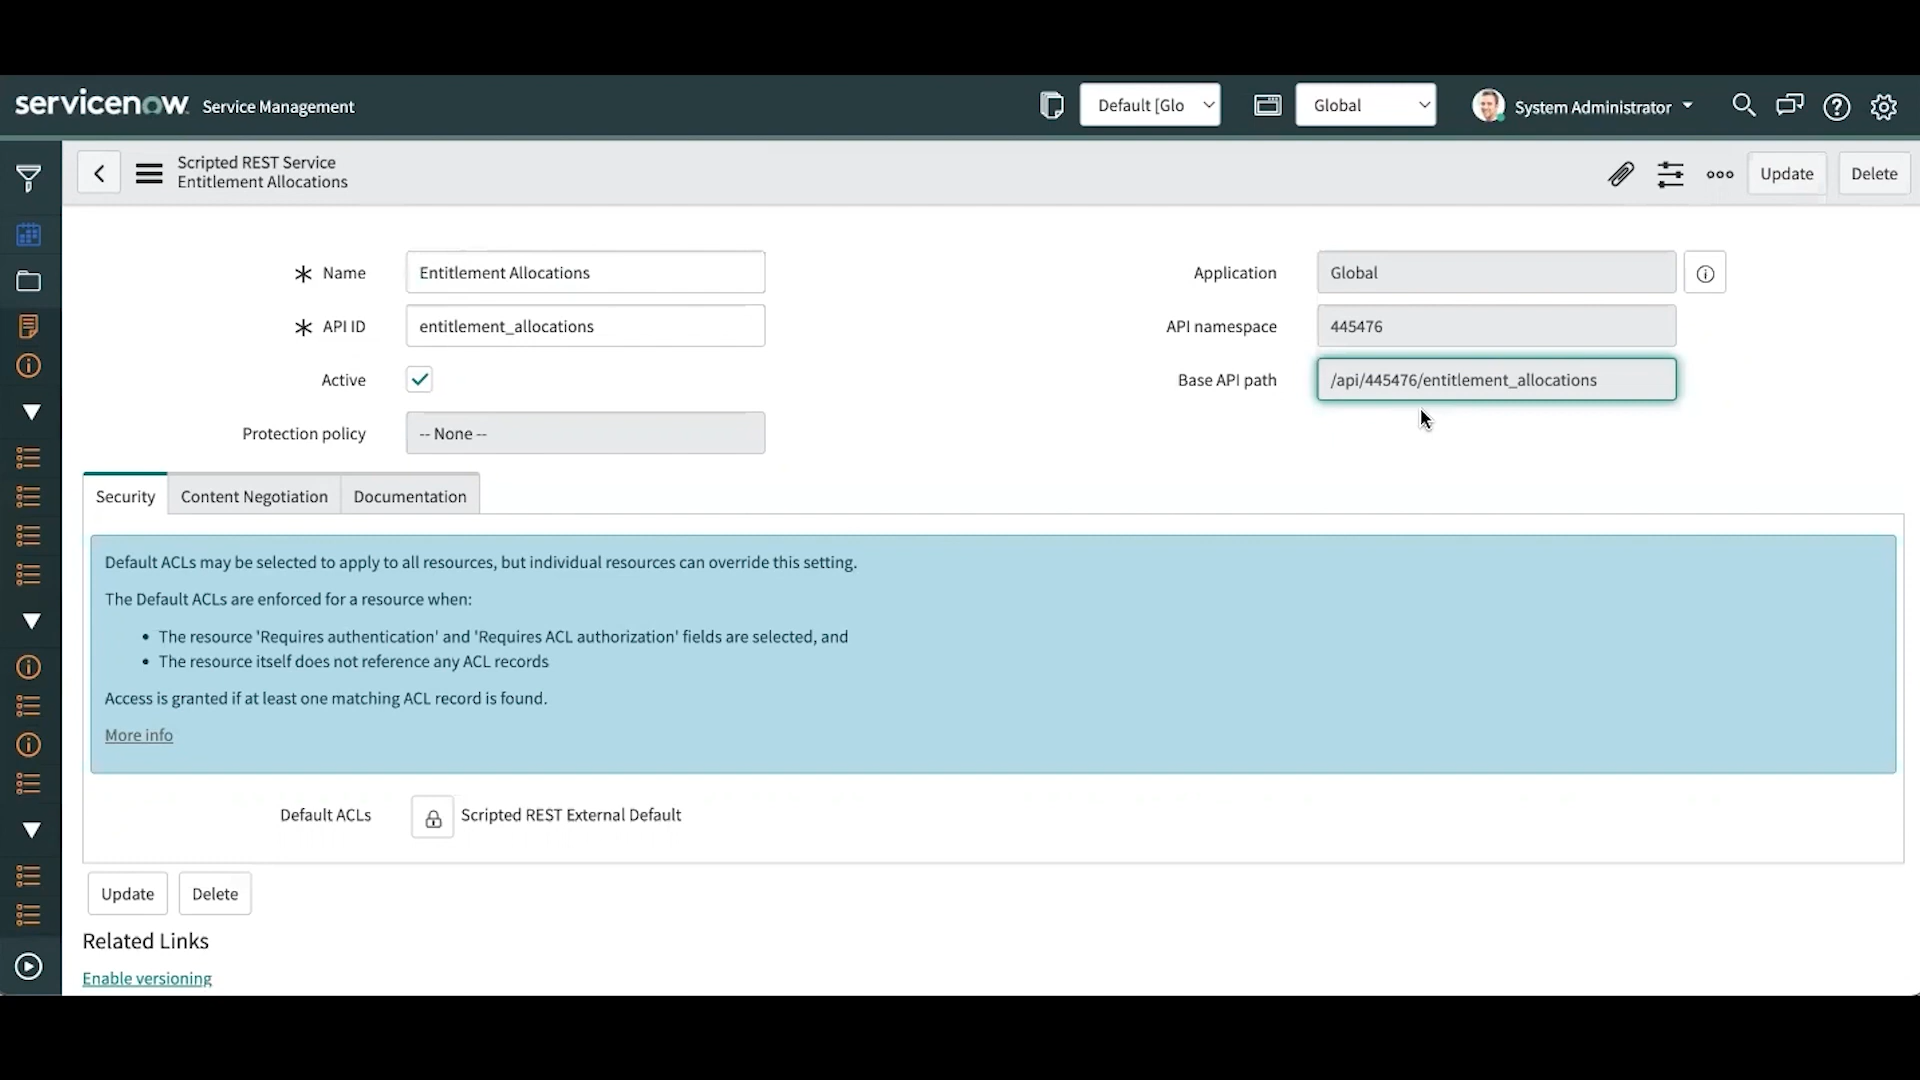 servicenow Service Management
Default [Glo
Global
System Administrator
Scripted REST Service
Entitlement Allocations
Update
Delete
Name
Entitlement Allocations
Application
Global
API ID
entitlement_allocations
API namespace
445476
Active
Base API path
/api/445476/entitlement_allocations
Protection policy
-- None --
Security
Content Negotiation
Documentation
Default ACLs may be selected to apply to all resources, but individual resources can override this setting.
The Default ACLs are enforced for a resource when:
• The resource 'Requires authentication' and 'Requires ACL authorization' fields are selected, and
• The resource itself does not reference any ACL records
Access is granted if at least one matching ACL record is found.
More info
Default ACLs
Scripted REST External Default
Update
Delete
Related Links
Enable versioning